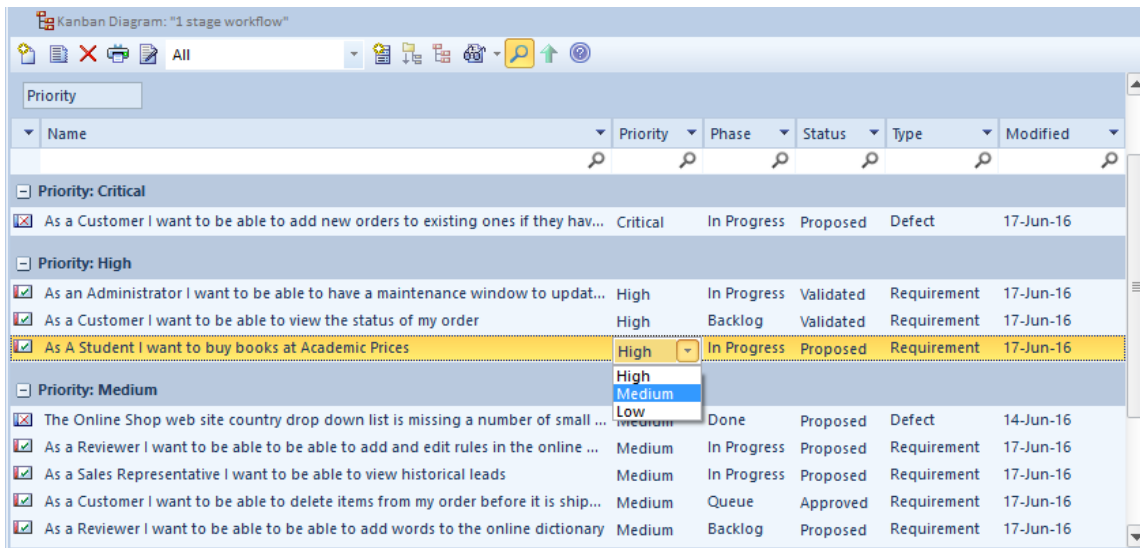 Kanban Diagram: "1 stage workflow"
All
Priority
Name Priority Phase Status Type Modified
Priority: Critical
As a Customer I want to be able to add new orders to existing ones if they hav... Critical In Progress Proposed Defect 17-Jun-16
Priority: High
As an Administrator I want to be able to have a maintenance window to updat... High In Progress Validated Requirement 17-Jun-16
As a Customer I want to be able to view the status of my order High Backlog Validated Requirement 17-Jun-16
As A Student I want to buy books at Academic Prices High In Progress Proposed Requirement 17-Jun-16
High
Priority: Medium
Medium
Low
The Online Shop web site country drop down list is missing a number of small ... Medium Done Proposed Defect 14-Jun-16
As a Reviewer I want to be able to be able to add and edit rules in the online ... Medium In Progress Proposed Requirement 17-Jun-16
As a Sales Representative I want to be able to view historical leads Medium In Progress Proposed Requirement 17-Jun-16
As a Customer I want to be able to delete items from my order before it is ship... Medium Queue Approved Requirement 17-Jun-16
As a Reviewer I want to be able to be able to add words to the online dictionary Medium Backlog Proposed Requirement 17-Jun-16